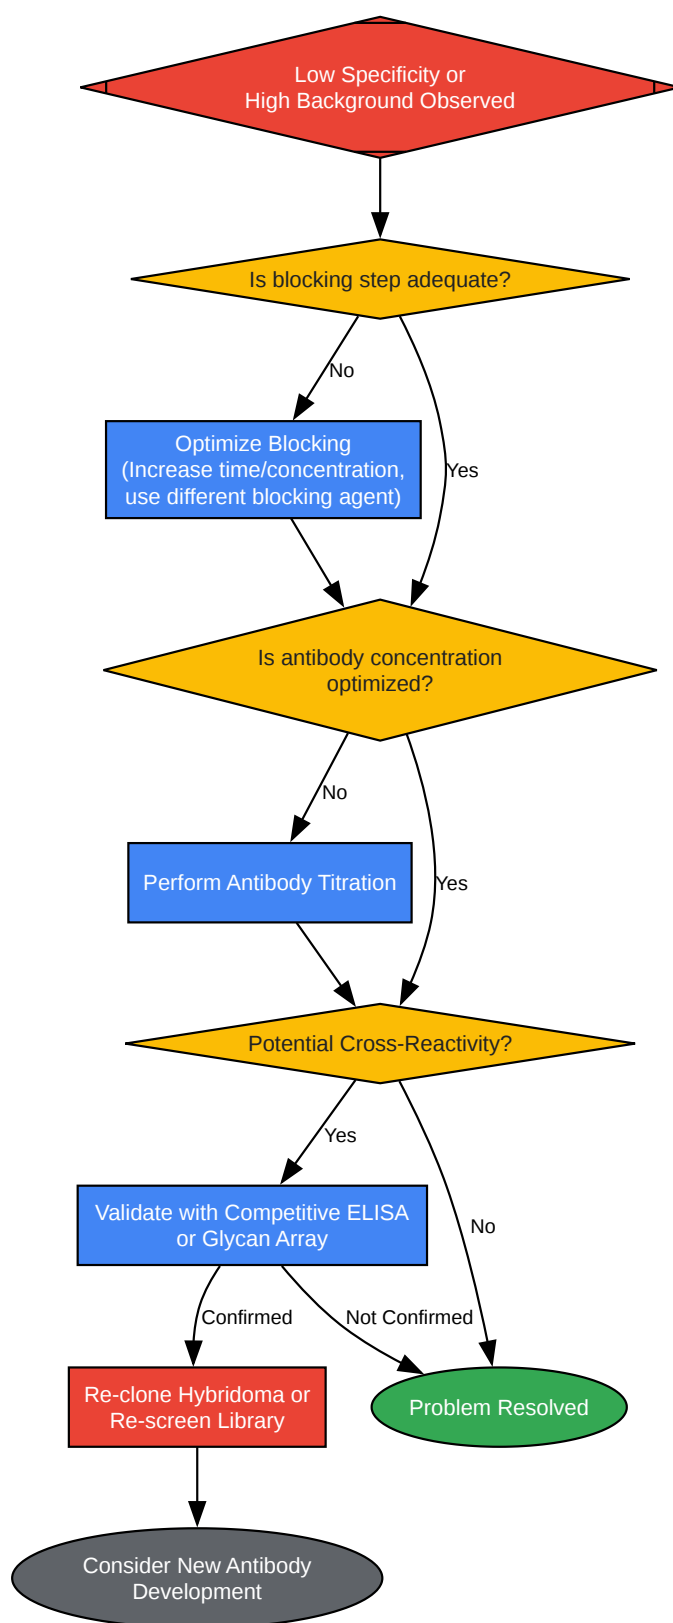 Low Specificity or
High Background Observed
Is blocking step adequate?
No
Yes
Optimize Blocking
(Increase time/concentration,
use different blocking agent)
Is antibody concentration
optimized?
No
Yes
Perform Antibody Titration
Potential Cross-Reactivity?
Yes
No
Validate with Competitive ELISA
or Glycan Array
Confirmed
Not Confirmed
Re-clone Hybridoma or
Re-screen Library
Problem Resolved
Consider New Antibody
Development